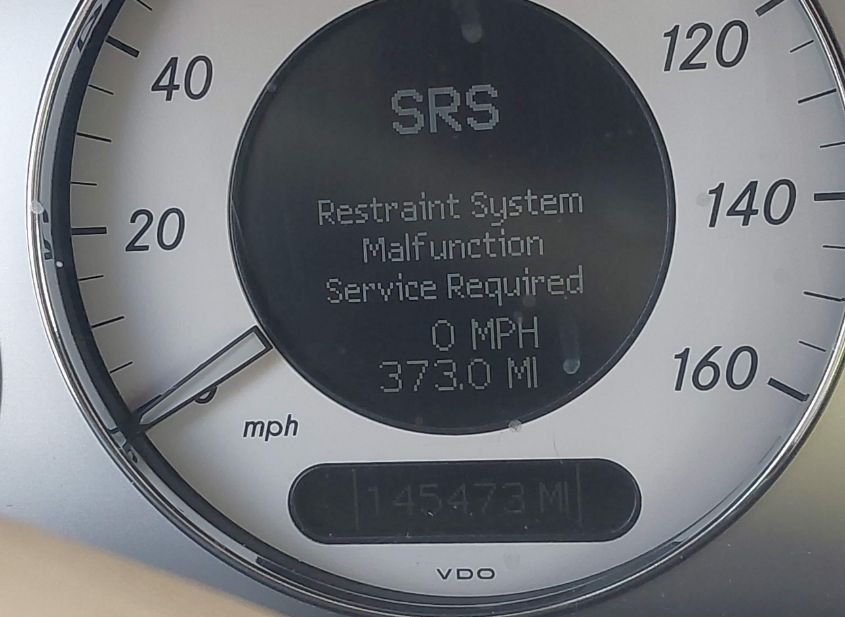 40
120
SRS
Restraint System
20
140
Malfunction
Service Required
0 MPH
373.0 MI
160
mph
145473 MI
VDO